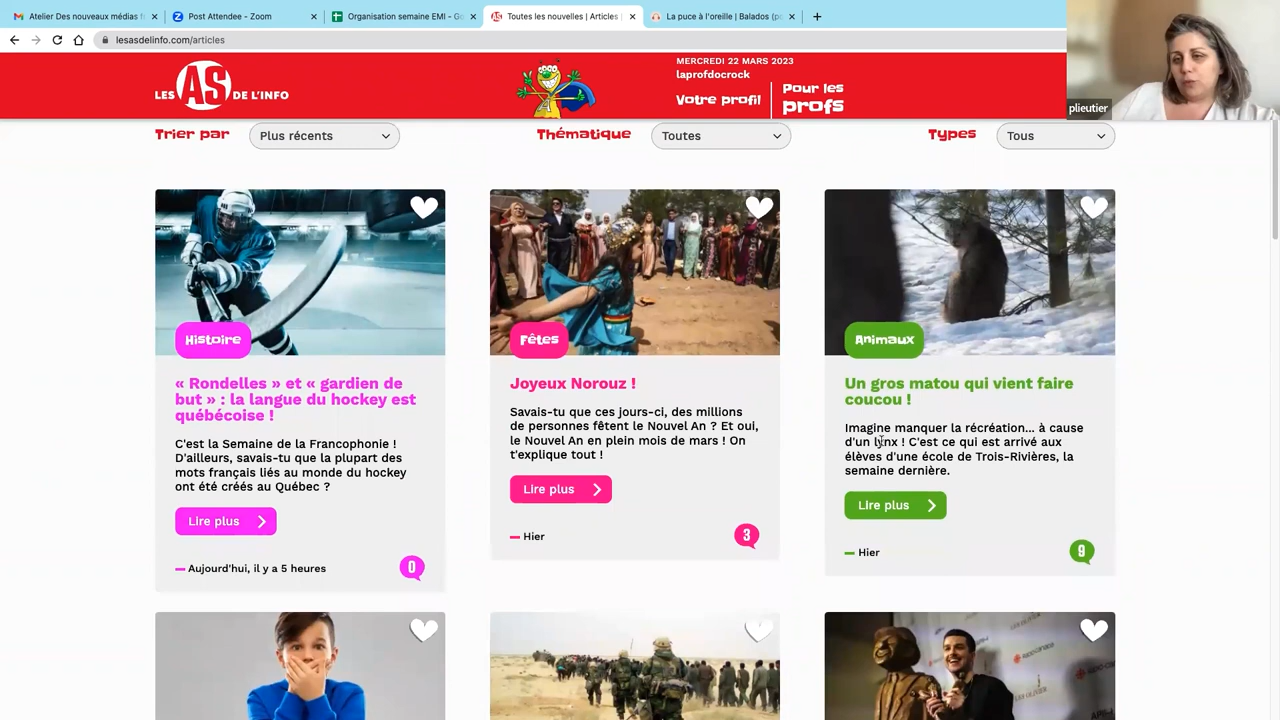 Atelier Des nouveaux médias f
Post Attendee - Zoom
Organisation semaine EMI - Go
Toutes les nouvelles | Articles
La puce à l'oreille | Balados (po
lesasdelinfo.com/articles
LES AS DE L'INFO
MERCREDI 22 MARS 2023
laprofdocrock
Votre profil
Pour les
profs
plieutier
Trier par
Plus récents
Thématique
Toutes
Types
Tous
Histoire
« Rondelles » et « gardien de
but » : la langue du hockey est
québécoise !
C'est la Semaine de la Francophonie !
D'ailleurs, savais-tu que la plupart des
mots français liés au monde du hockey
ont été créés au Québec ?
Lire plus
Aujourd'hui, il y a 5 heures
0
Fêtes
Joyeux Norouz !
Savais-tu que ces jours-ci, des millions
de personnes fêtent le Nouvel An ? Et oui,
le Nouvel An en plein mois de mars ! On
t'explique tout !
Lire plus
Hier
3
Animaux
Un gros matou qui vient faire
coucou !
Imagine manquer la récréation... à cause
d'un lynx ! C'est ce qui est arrivé aux
élèves d'une école de Trois-Rivières, la
semaine dernière.
Lire plus
Hier
9